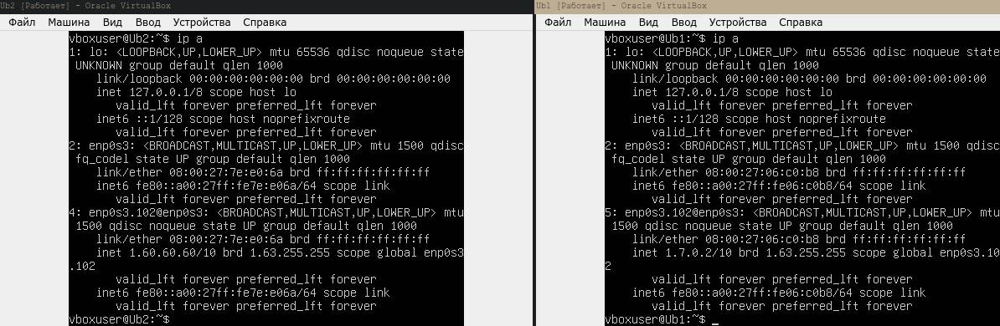 Ub2 [Работает] - Oracle VirtualBox
Файл Машина Вид Ввод Устройства Справка
vboxuser@Ub2:~$ ip a
1: lo: <LOOPBACK,UP,LOWER_UP> mtu 65536 qdisc noqueue state
UNKNOWN group default qlen 1000
link/loopback 00:00:00:00:00:00 brd 00:00:00:00:00:00
inet 127.0.0.1/8 scope host lo
valid_lft forever preferred_lft forever
inet6 ::1/128 scope host noprefixroute
valid_lft forever preferred_lft forever
2: enp0s3: <BROADCAST,MULTICAST,UP,LOWER_UP> mtu 1500 qdisc
fq_codel state UP group default qlen 1000
link/ether 08:00:27:7e:e0:6a brd ff:ff:ff:ff:ff:ff
inet6 fe80::a00:27ff:fe7e:e06a/64 scope link
valid_lft forever preferred_lft forever
4: enp0s3.102@enp0s3: <BROADCAST,MULTICAST,UP,LOWER_UP> mtu
1500 qdisc noqueue state UP group default qlen 1000
link/ether 08:00:27:7e:e0:6a brd ff:ff:ff:ff:ff:ff
inet 1.60.60.60/10 brd 1.63.255.255 scope global enp0s3
.102
valid_lft forever preferred_lft forever
inet6 fe80::a00:27ff:fe7e:e06a/64 scope link
valid_lft forever preferred_lft forever
vboxuser@Ub2:~$
Ub1 [Работает] - Oracle VirtualBox
Файл Машина Вид Ввод Устройства Справка
vboxuser@Ub1:~$ ip a
1: lo: <LOOPBACK,UP,LOWER_UP> mtu 65536 qdisc noqueue state
UNKNOWN group default qlen 1000
link/loopback 00:00:00:00:00:00 brd 00:00:00:00:00:00
inet 127.0.0.1/8 scope host lo
valid_lft forever preferred_lft forever
inet6 ::1/128 scope host noprefixroute
valid_lft forever preferred_lft forever
2: enp0s3: <BROADCAST,MULTICAST,UP,LOWER_UP> mtu 1500 qdisc
fq_codel state UP group default qlen 1000
link/ether 08:00:27:06:c0:b8 brd ff:ff:ff:ff:ff:ff
inet6 fe80::a00:27ff:fe06:c0b8/64 scope link
valid_lft forever preferred_lft forever
5: enp0s3.102@enp0s3: <BROADCAST,MULTICAST,UP,LOWER_UP> mtu
1500 qdisc noqueue state UP group default qlen 1000
link/ether 08:00:27:06:c0:b8 brd ff:ff:ff:ff:ff:ff
inet 1.7.0.2/10 brd 1.63.255.255 scope global enp0s3.10
2
valid_lft forever preferred_lft forever
inet6 fe80::a00:27ff:fe06:c0b8/64 scope link
valid_lft forever preferred_lft forever
vboxuser@Ub1:~$ _